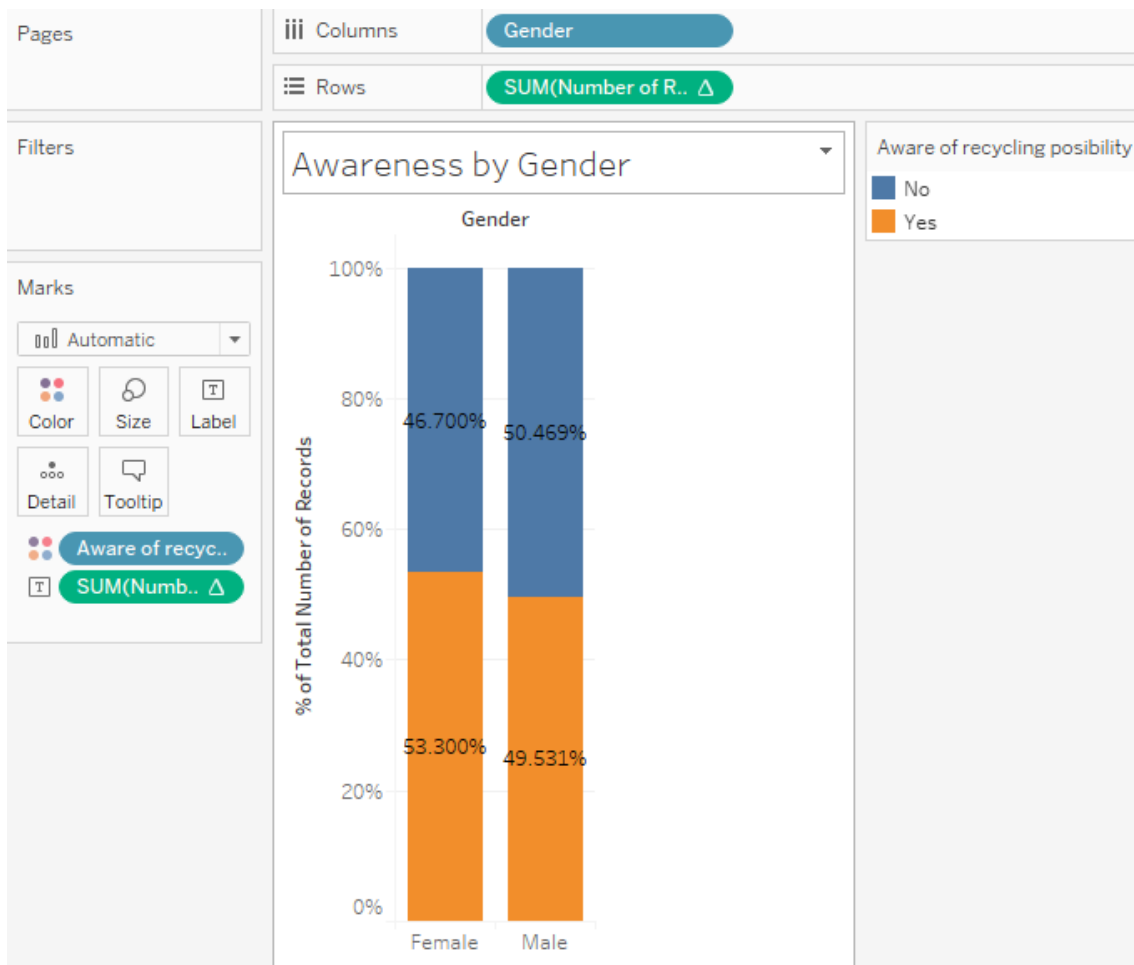 Pages
Columns
Gender
Rows
SUM(Number of R.. Δ
Filters
Marks
Automatic
Color
Size
T
Label
Detail
Tooltip
Aware of recyc..
T
SUM(Numb.. Δ
Awareness by Gender
Gender
% of Total Number of Records
100%
80%
60%
40%
20%
0%
46.700%
50.469%
53.300%
49.531%
Female
Male
Aware of recycling posibility
No
Yes